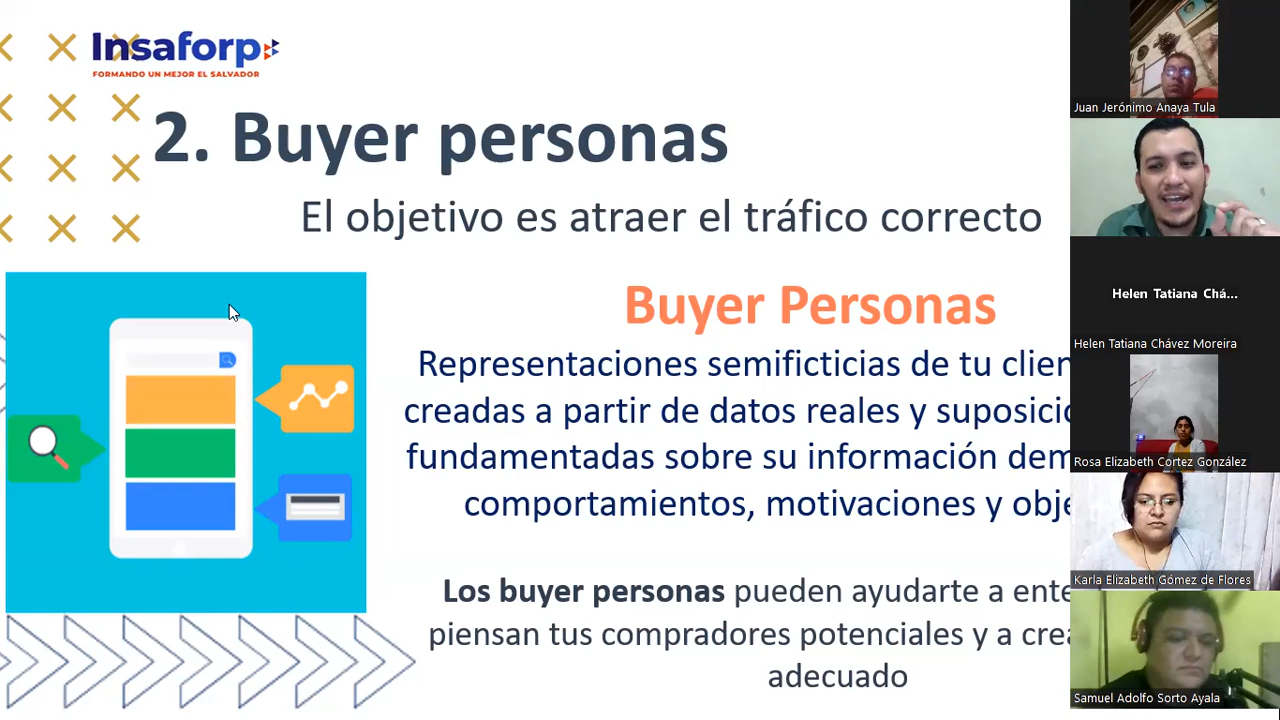 Insaforp
FORMANDO UN MEJOR EL SALVADOR
2. Buyer personas
El objetivo es atraer el tráfico correcto
Buyer Personas
Representaciones semificticias de tu clien
creadas a partir de datos reales y suposicio
fundamentadas sobre su información dem
comportamientos, motivaciones y obje
Los buyer personas pueden ayudarte a ente
piensan tus compradores potenciales y a crea
adecuado
Juan Jerónimo Anaya Tula
Helen Tatiana Chá...
Helen Tatiana Chávez Moreira
Rosa Elizabeth Cortez González
Karla Elizabeth Gómez de Flores
Samuel Adolfo Sorto Ayala